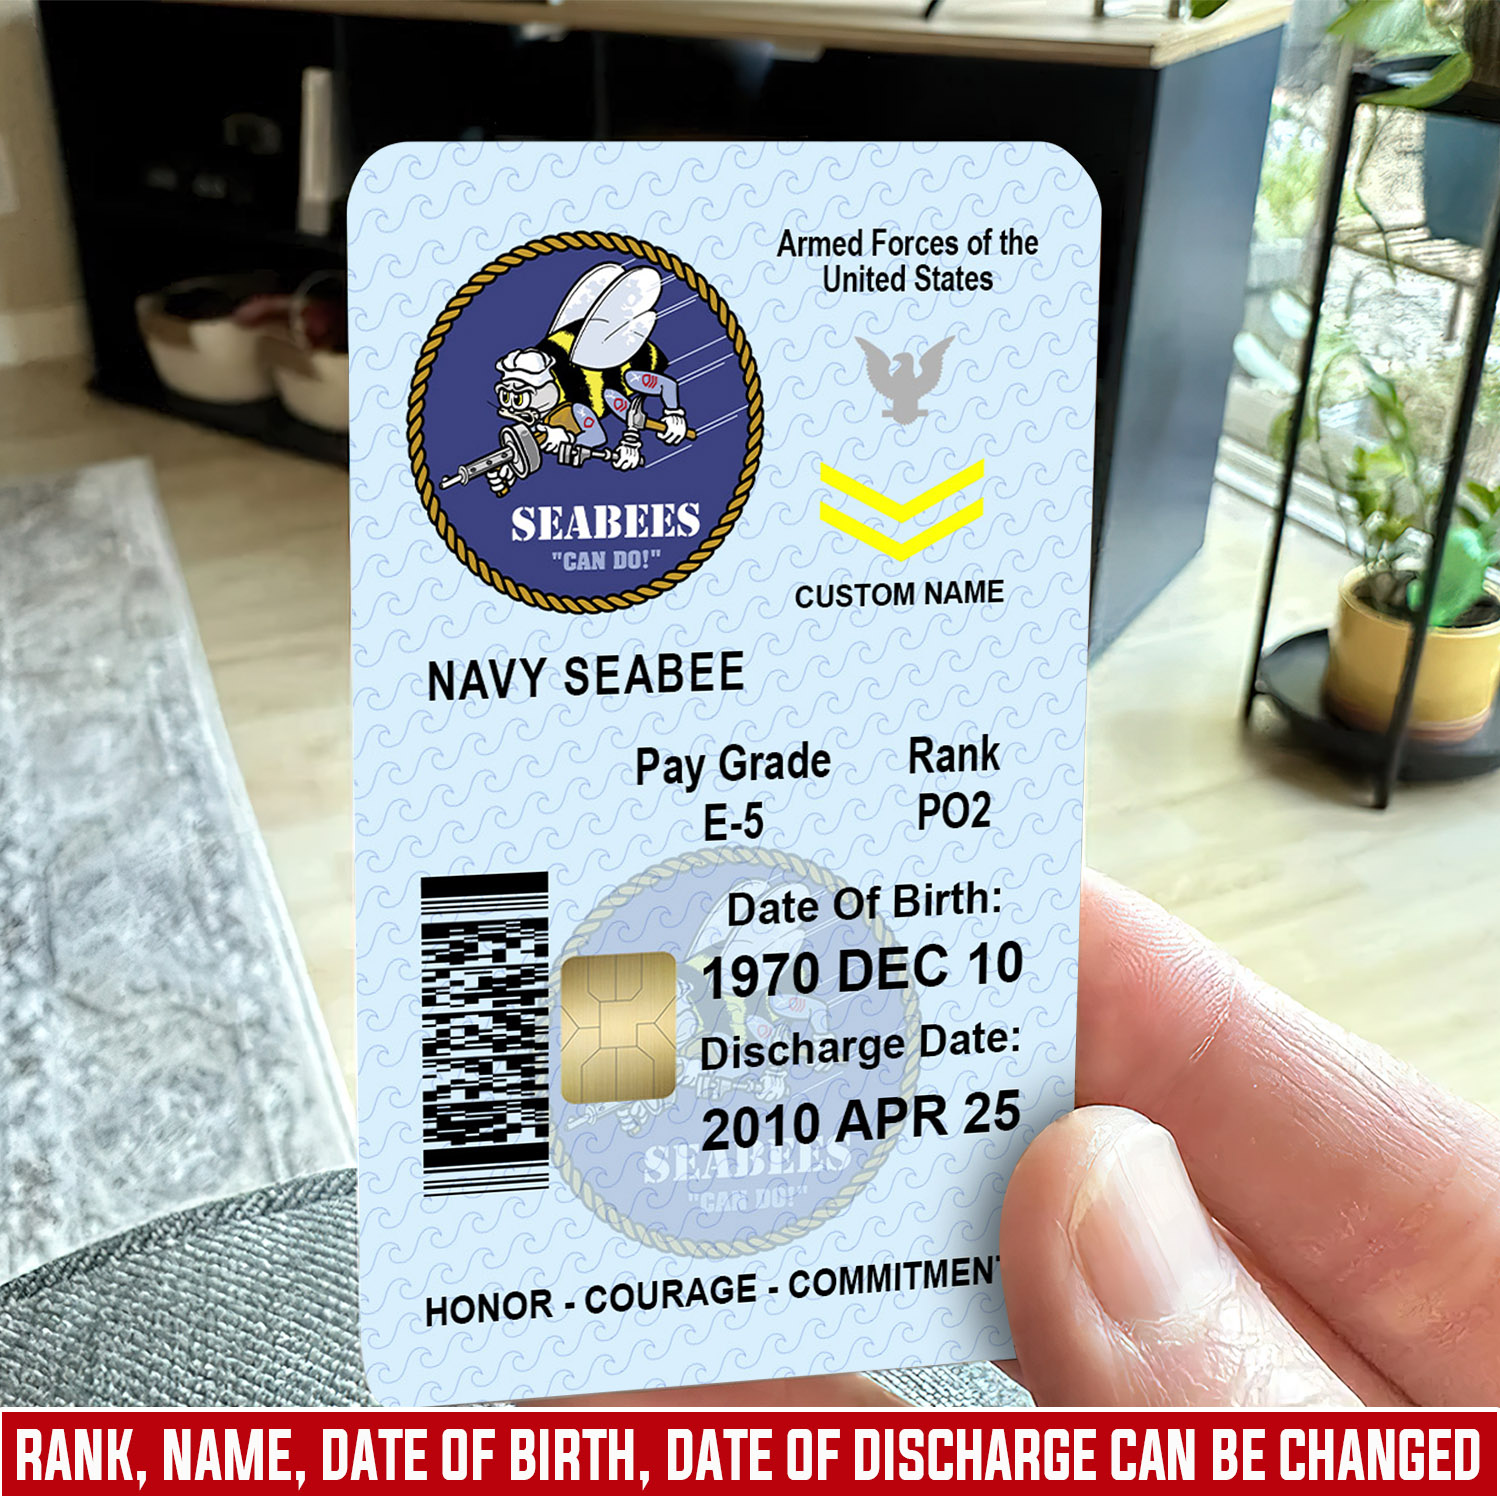 Armed Forces of the
United States
SEABEES
"CAN DO!"
CUSTOM NAME
NAVY SEABEE
Pay Grade
Rank
E-5
PO2
Date Of Birth:
1970 DEC 10
Discharge Date:
2010 APR 25
SEABEES
"CAN DO!"
HONOR - COURAGE - COMMITMENT
RANK, NAME, DATE OF BIRTH, DATE OF DISCHARGE CAN BE CHANGED